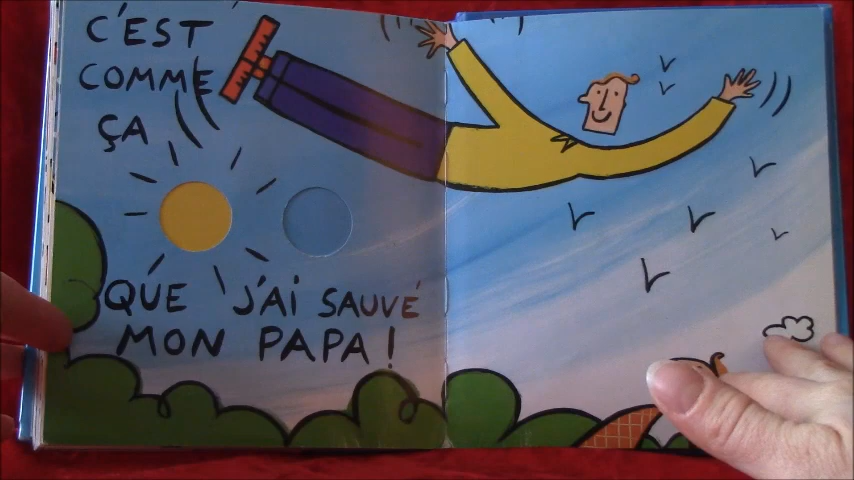 C'EST
COMME
ÇA
QUE J'AI SAUVÉ
MON PAPA !